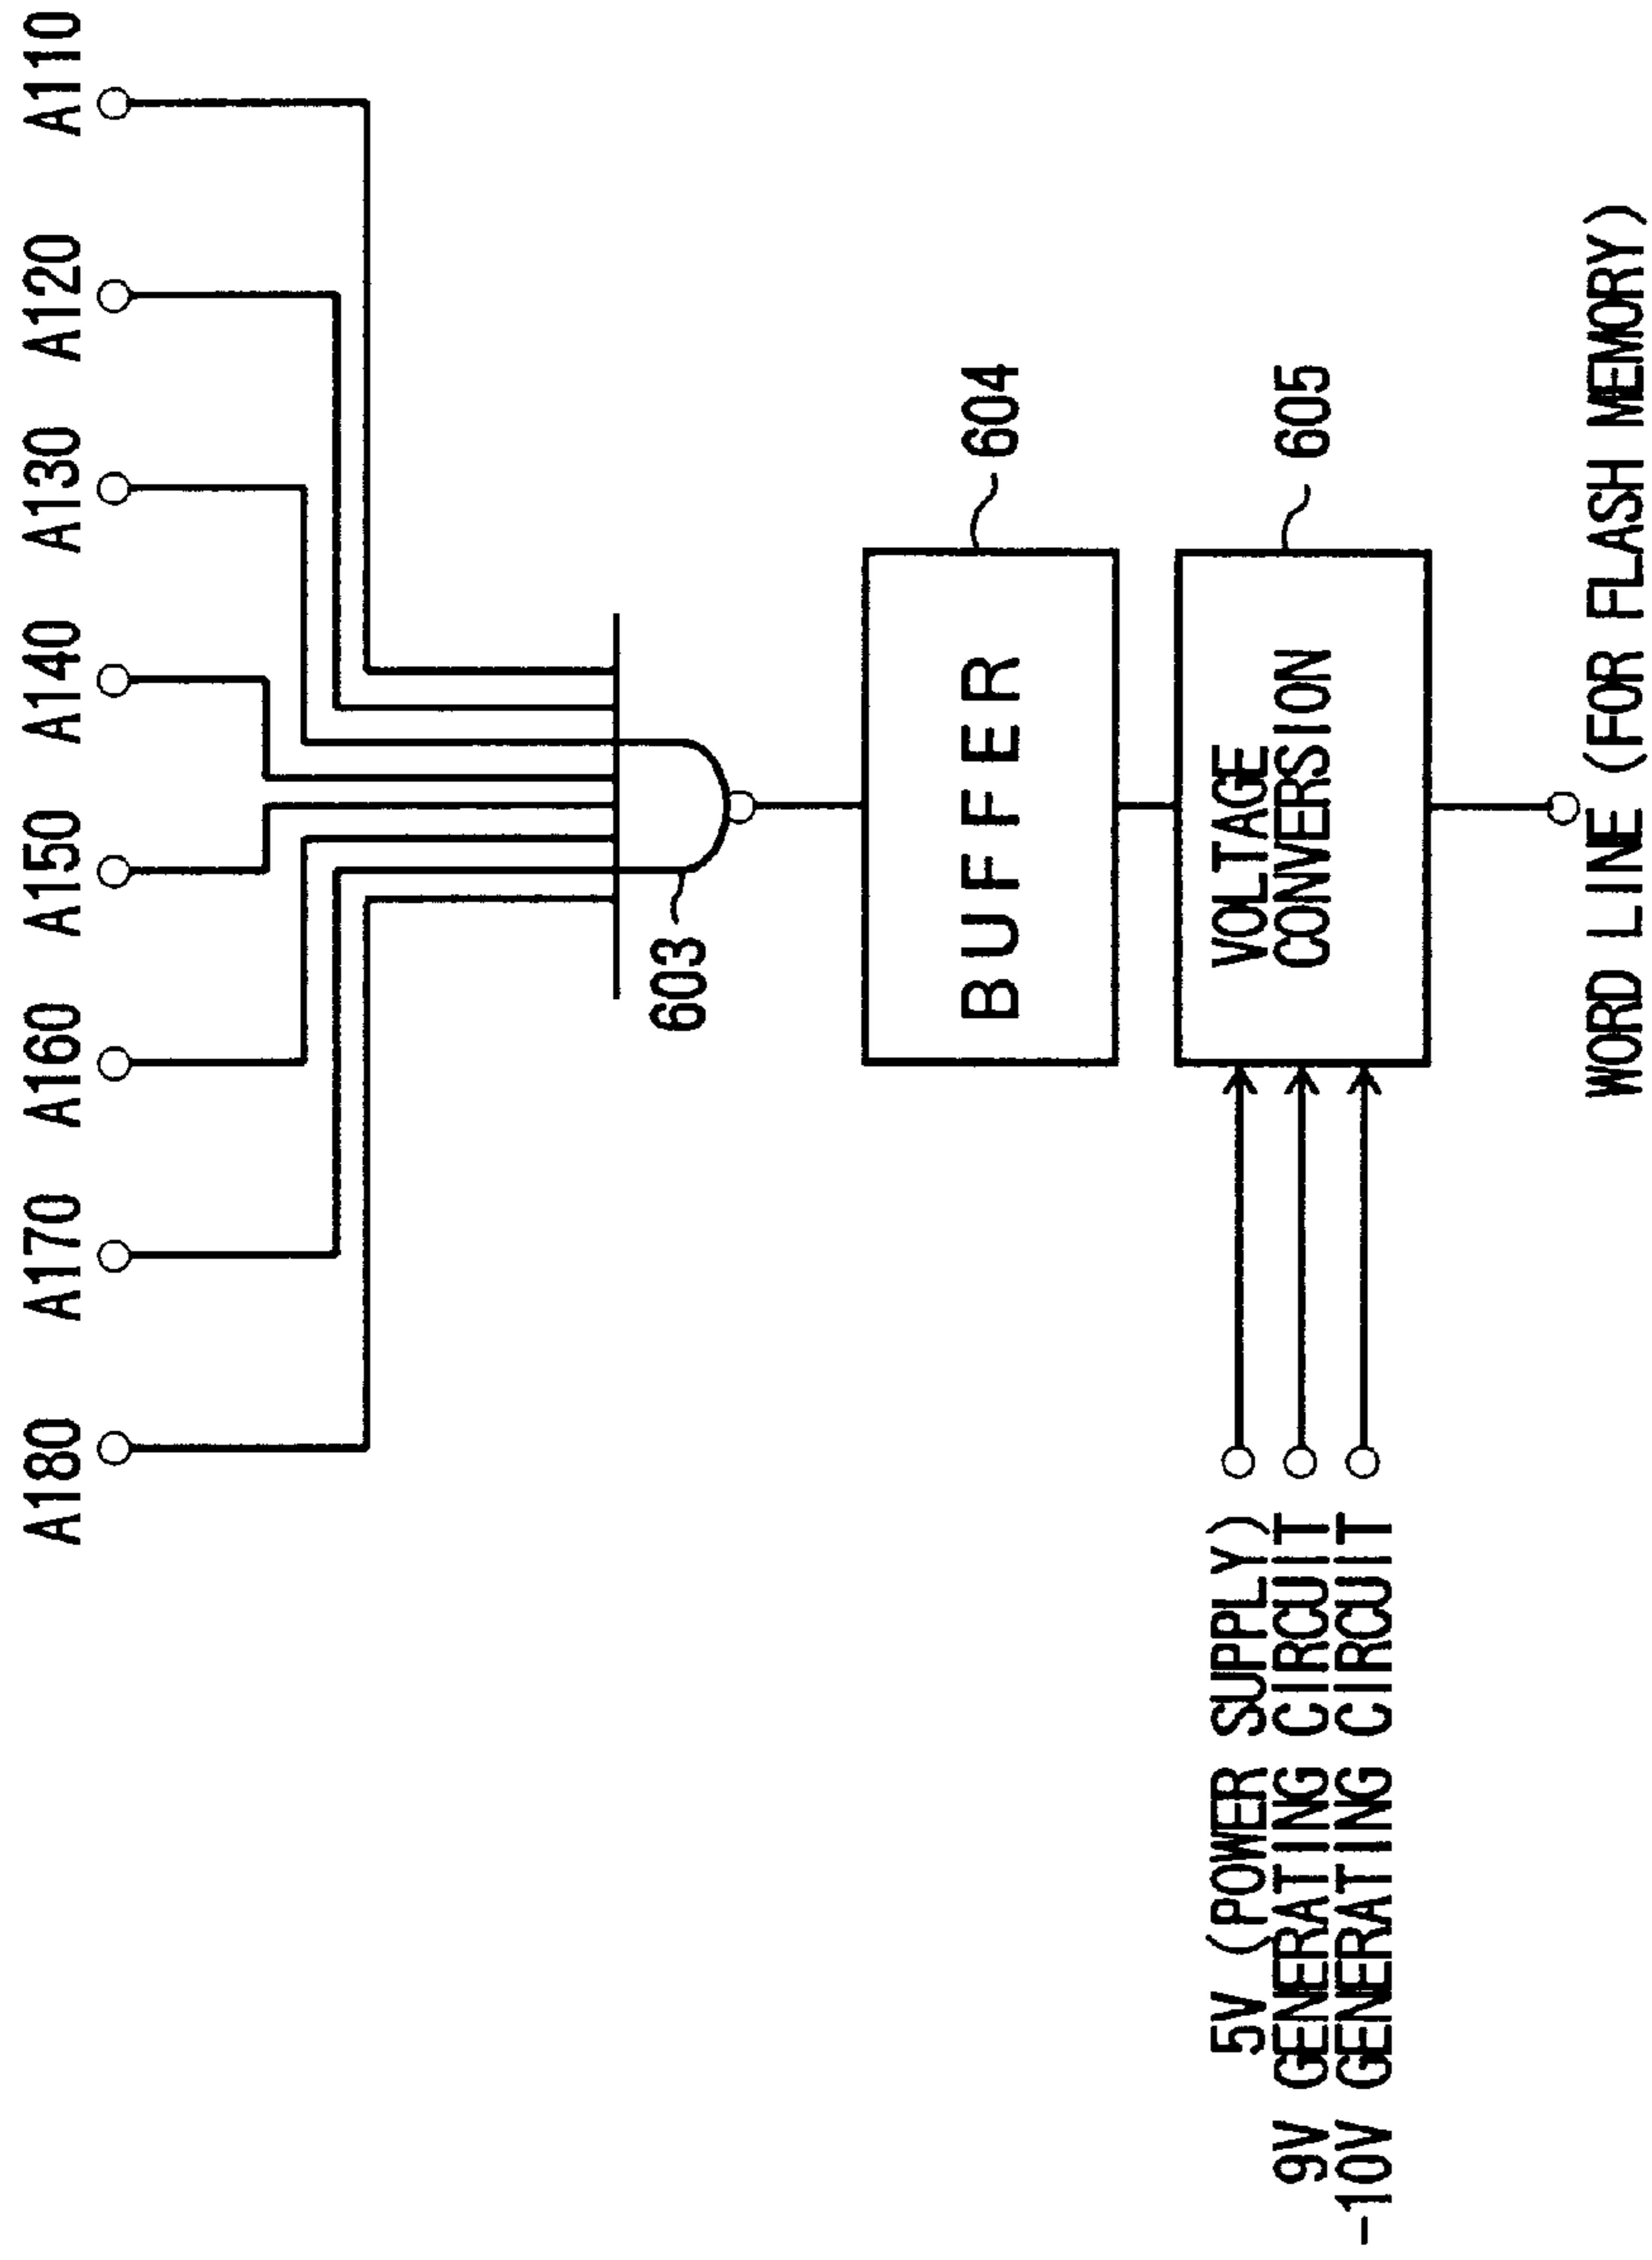 A110
A120
A130
A140
A150
A160
A170
A180
603
BUFFER
604
VOLTAGE
CONVERSION
605
5V (POWER SUPPLY)
9V GENERATING CIRCUIT
-10V GENERATING CIRCUIT
WORD LINE (FOR FLASH MEMORY)